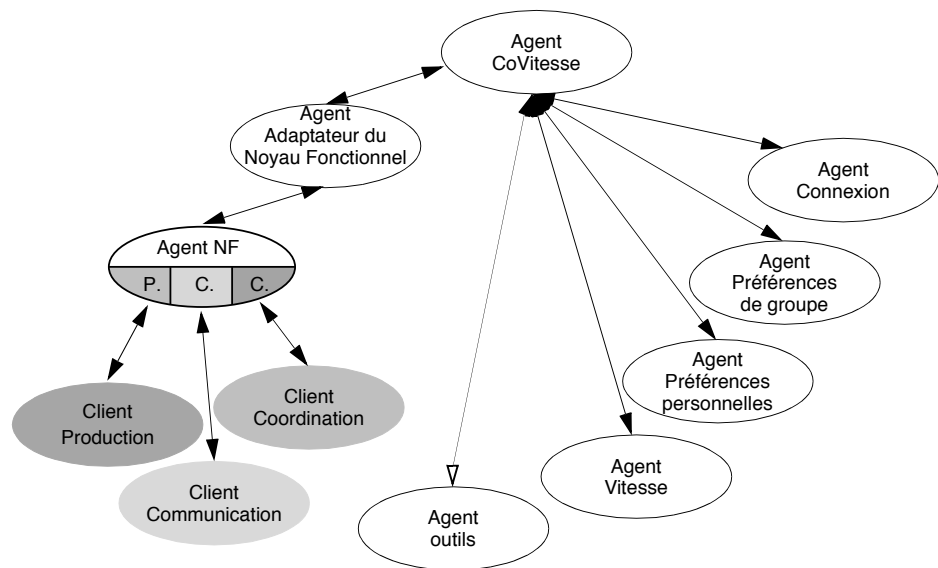 Agent
CoVitesse
Agent
Adaptateur du
Noyau Fonctionnel
Agent
Connexion
Agent NF
P. C. C.
Agent
Préférences
de groupe
Agent
Préférences
personnelles
Client
Coordination
Client
Production
Agent
Vitesse
Client
Communication
Agent
outils